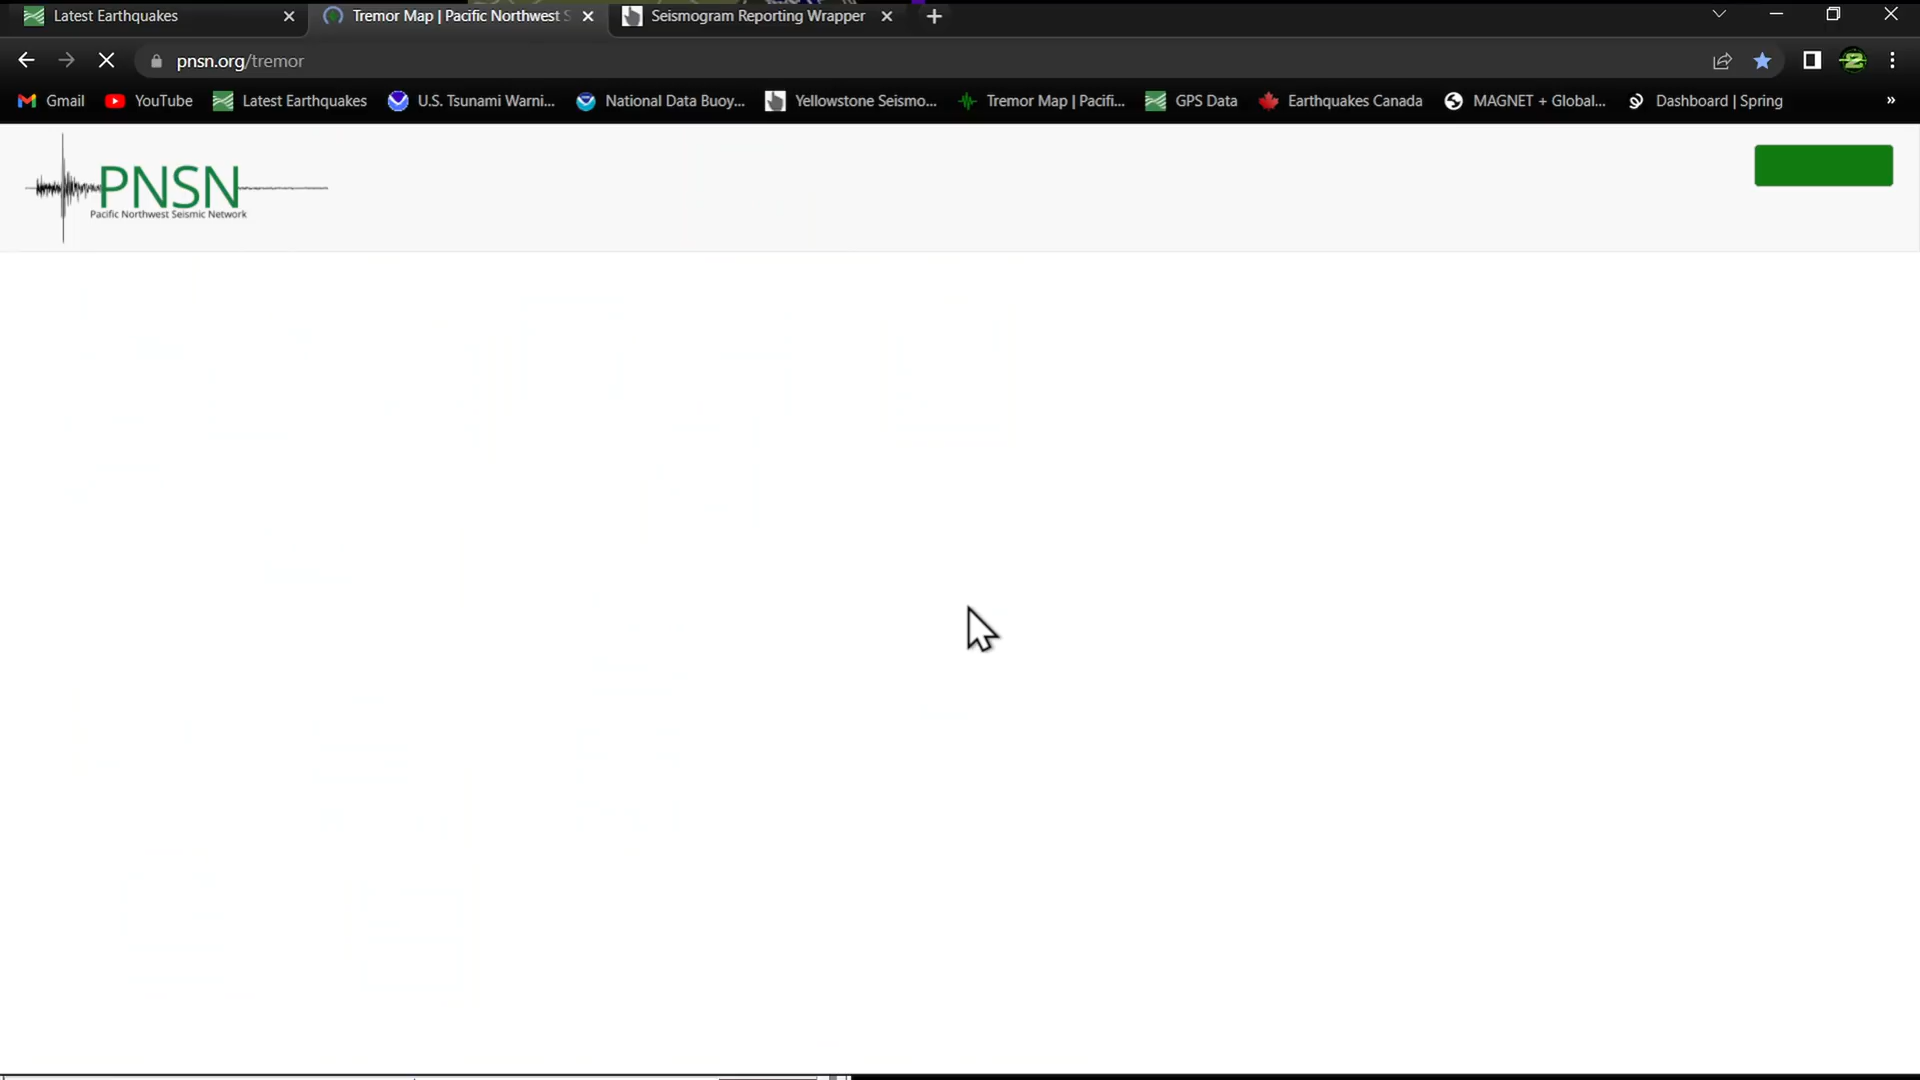 Latest Earthquakes
Tremor Map | Pacific Northwest S
Seismogram Reporting Wrapper
pnsn.org/tremor
Gmail
YouTube
Latest Earthquakes
U.S. Tsunami Warni...
National Data Buoy...
Yellowstone Seismo...
Tremor Map | Pacifi...
GPS Data
Earthquakes Canada
MAGNET + Global...
Dashboard | Spring
»
PNSN
Pacific Northwest Seismic Network